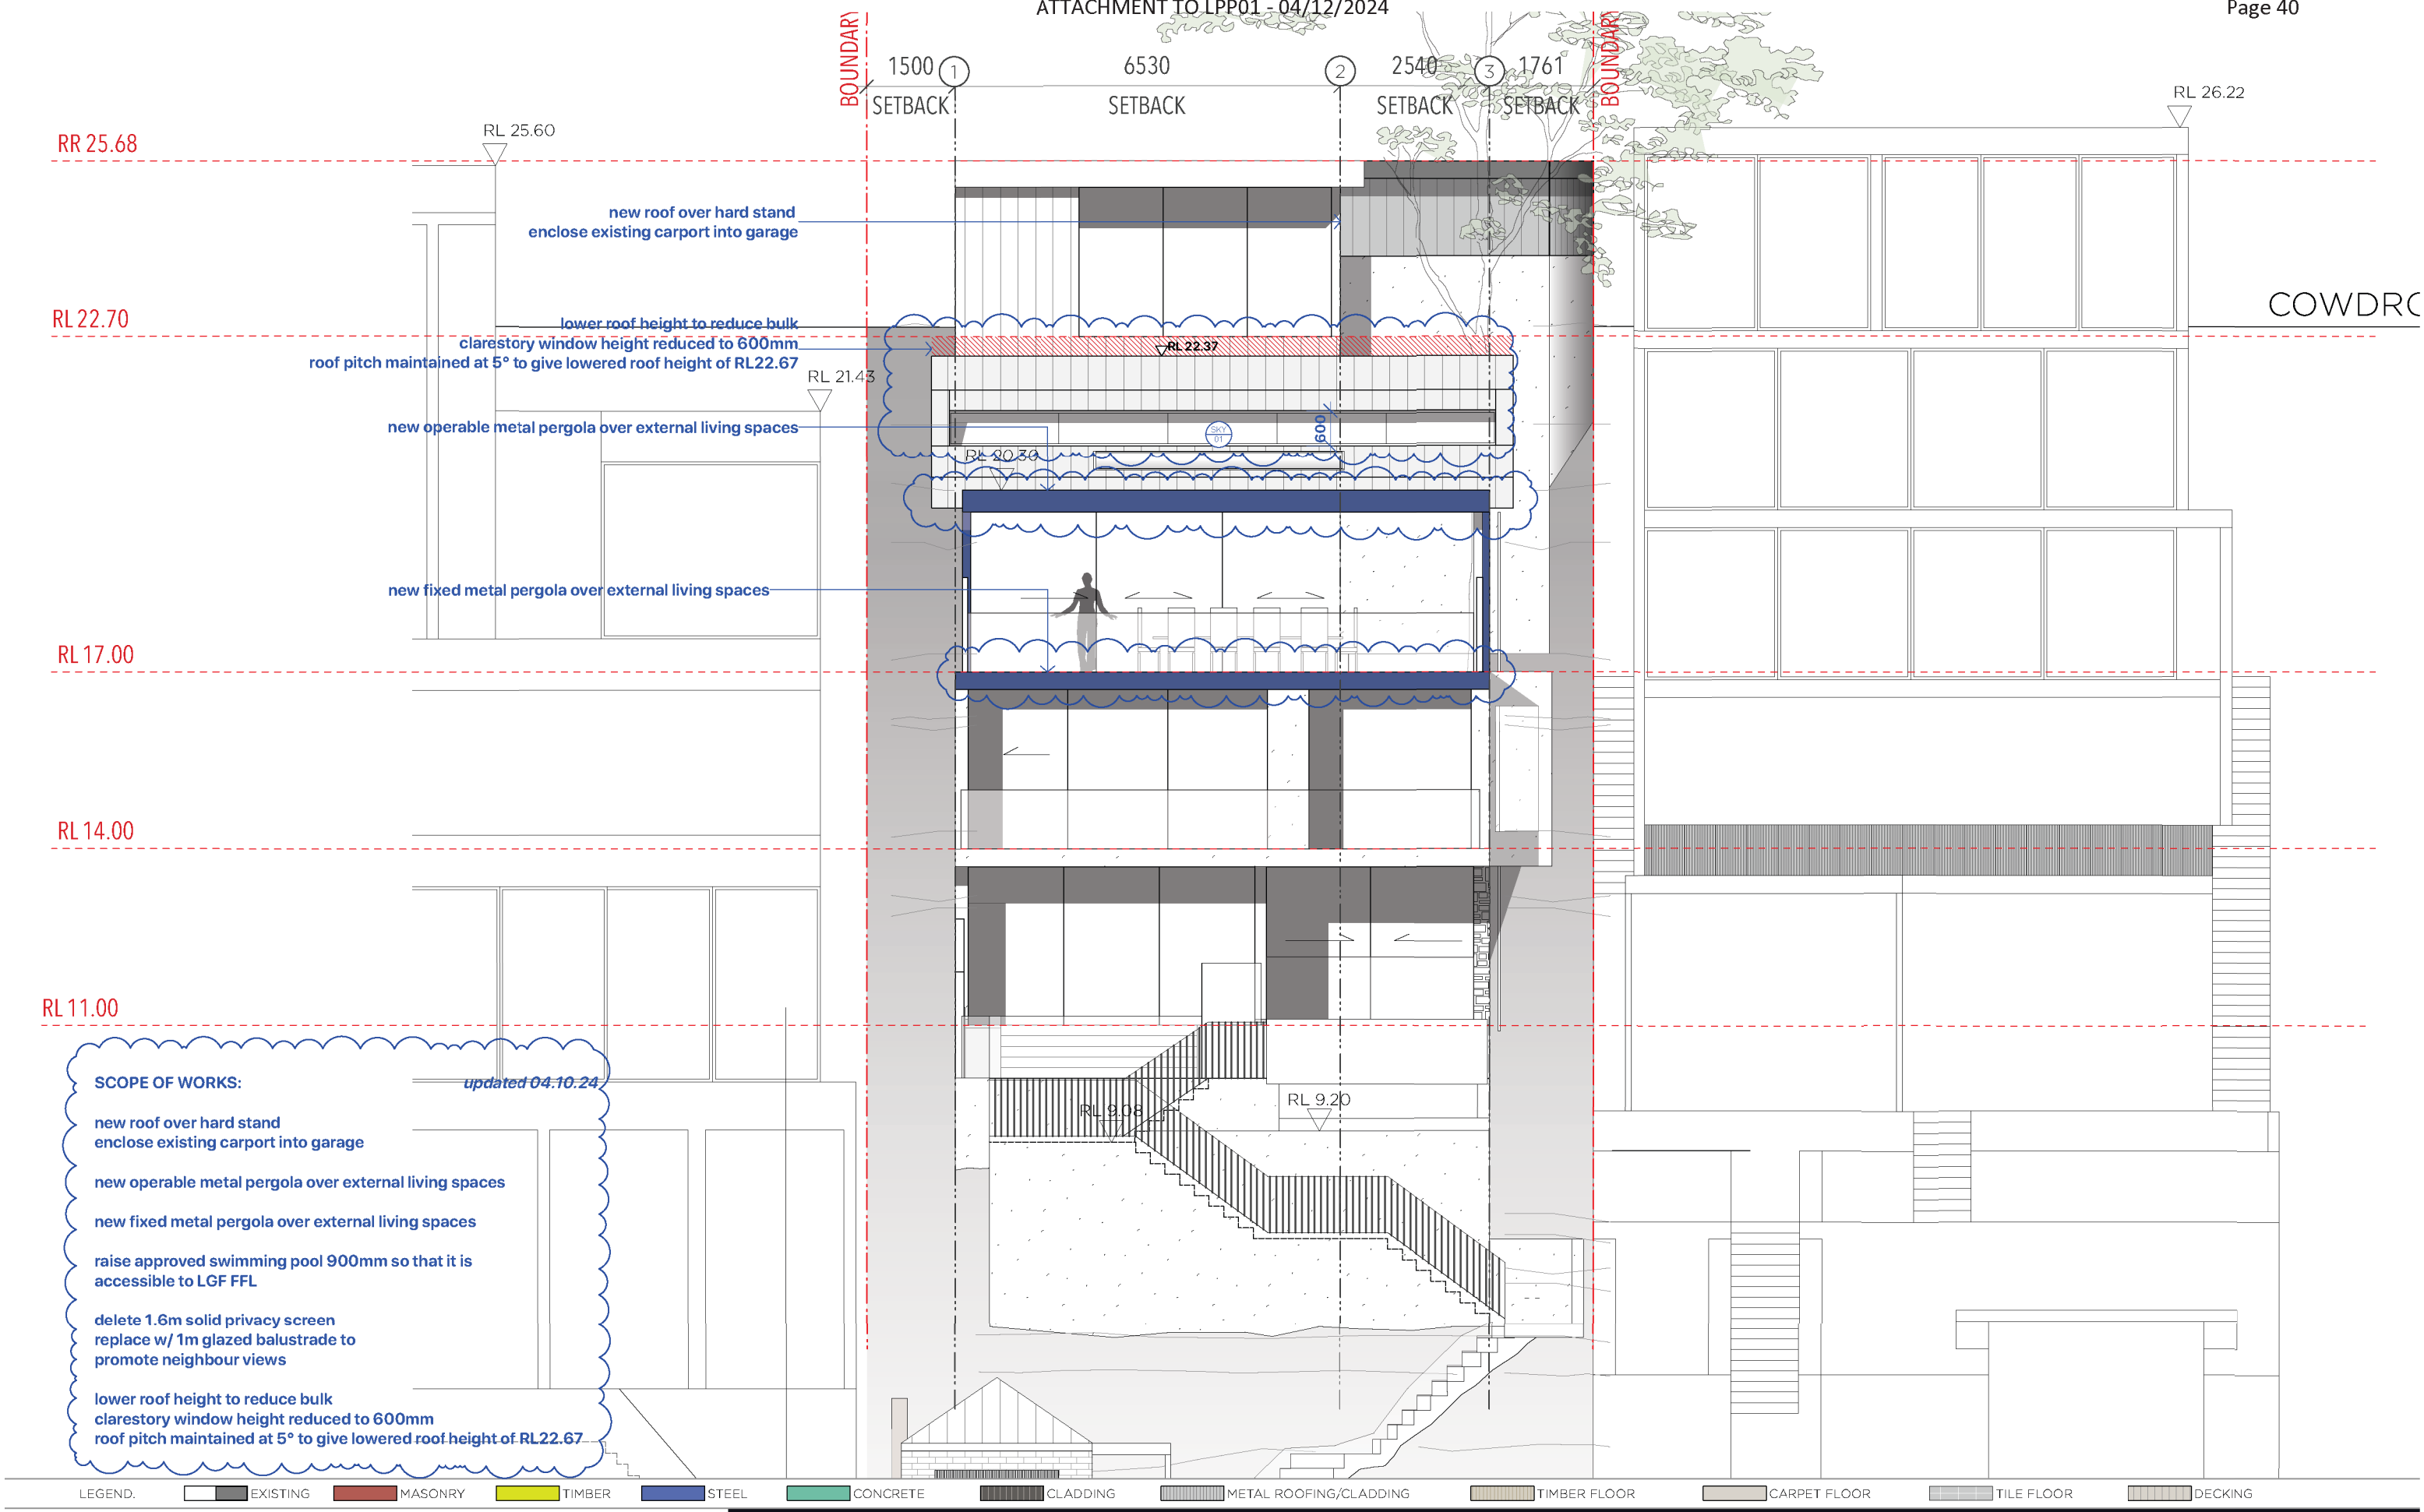 ATTACHMENT TO LPP01 - 04/12/2024
Page 40
BOUNDARY
1500
1
6530
2
2540
3
1761
BOUNDARY
SETBACK
SETBACK
SETBACK
SETBACK
RL 26.22
RL 25.60
RR 25.68
new roof over hard stand
enclose existing carport into garage
COWDRO
RL 22.70
lower roof height to reduce bulk
clarestory window height reduced to 600mm
roof pitch maintained at 5° to give lowered roof height of RL22.67
RL 22.37
RL 21.43
new operable metal pergola over external living spaces
SKY
01
600
RL 20.30
new fixed metal pergola over external living spaces
RL 17.00
RL 14.00
RL 11.00
SCOPE OF WORKS:
updated 04.10.24
RL 9.08
RL 9.20
new roof over hard stand
enclose existing carport into garage
new operable metal pergola over external living spaces
new fixed metal pergola over external living spaces
raise approved swimming pool 900mm so that it is
accessible to LGF FFL
delete 1.6m solid privacy screen
replace w/ 1m glazed balustrade to
promote neighbour views
lower roof height to reduce bulk
clarestory window height reduced to 600mm
roof pitch maintained at 5° to give lowered roof height of RL22.67
LEGEND.
EXISTING
MASONRY
TIMBER
STEEL
CONCRETE
CLADDING
METAL ROOFING/CLADDING
TIMBER FLOOR
CARPET FLOOR
TILE FLOOR
DECKING